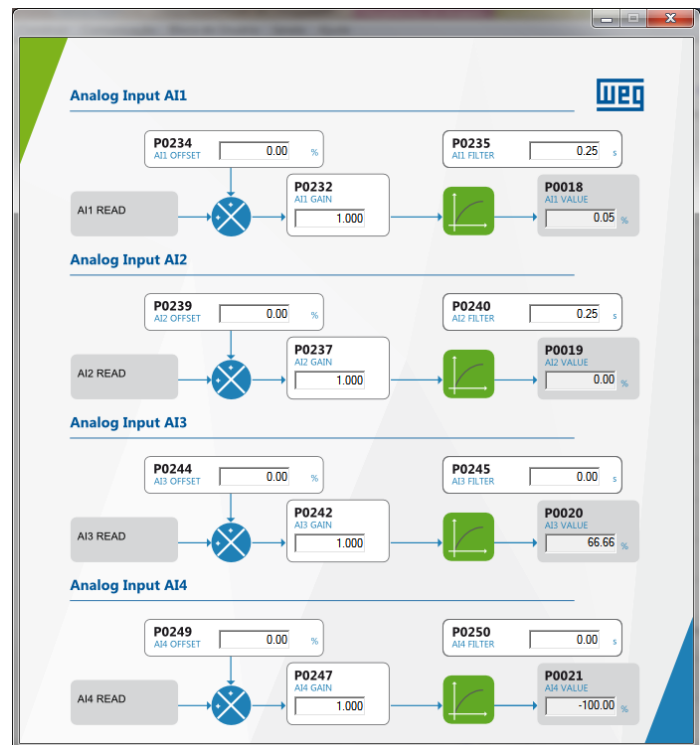 Analog Input AI1
WEG
P0234
AI1 OFFSET 0.00 %
P0235
AI1 FILTER 0.25 s
AI1 READ
P0232
AI1 GAIN
1.000
P0018
AI1 VALUE
0.05 %
Analog Input AI2
P0239
AI2 OFFSET 0.00 %
P0240
AI2 FILTER 0.25 s
AI2 READ
P0237
AI2 GAIN
1.000
P0019
AI2 VALUE
0.00 %
Analog Input AI3
P0244
AI3 OFFSET 0.00 %
P0245
AI3 FILTER 0.00 s
AI3 READ
P0242
AI3 GAIN
1.000
P0020
AI3 VALUE
66.66 %
Analog Input AI4
P0249
AI4 OFFSET 0.00 %
P0250
AI4 FILTER 0.00 s
AI4 READ
P0247
AI4 GAIN
1.000
P0021
AI4 VALUE
-100.00 %